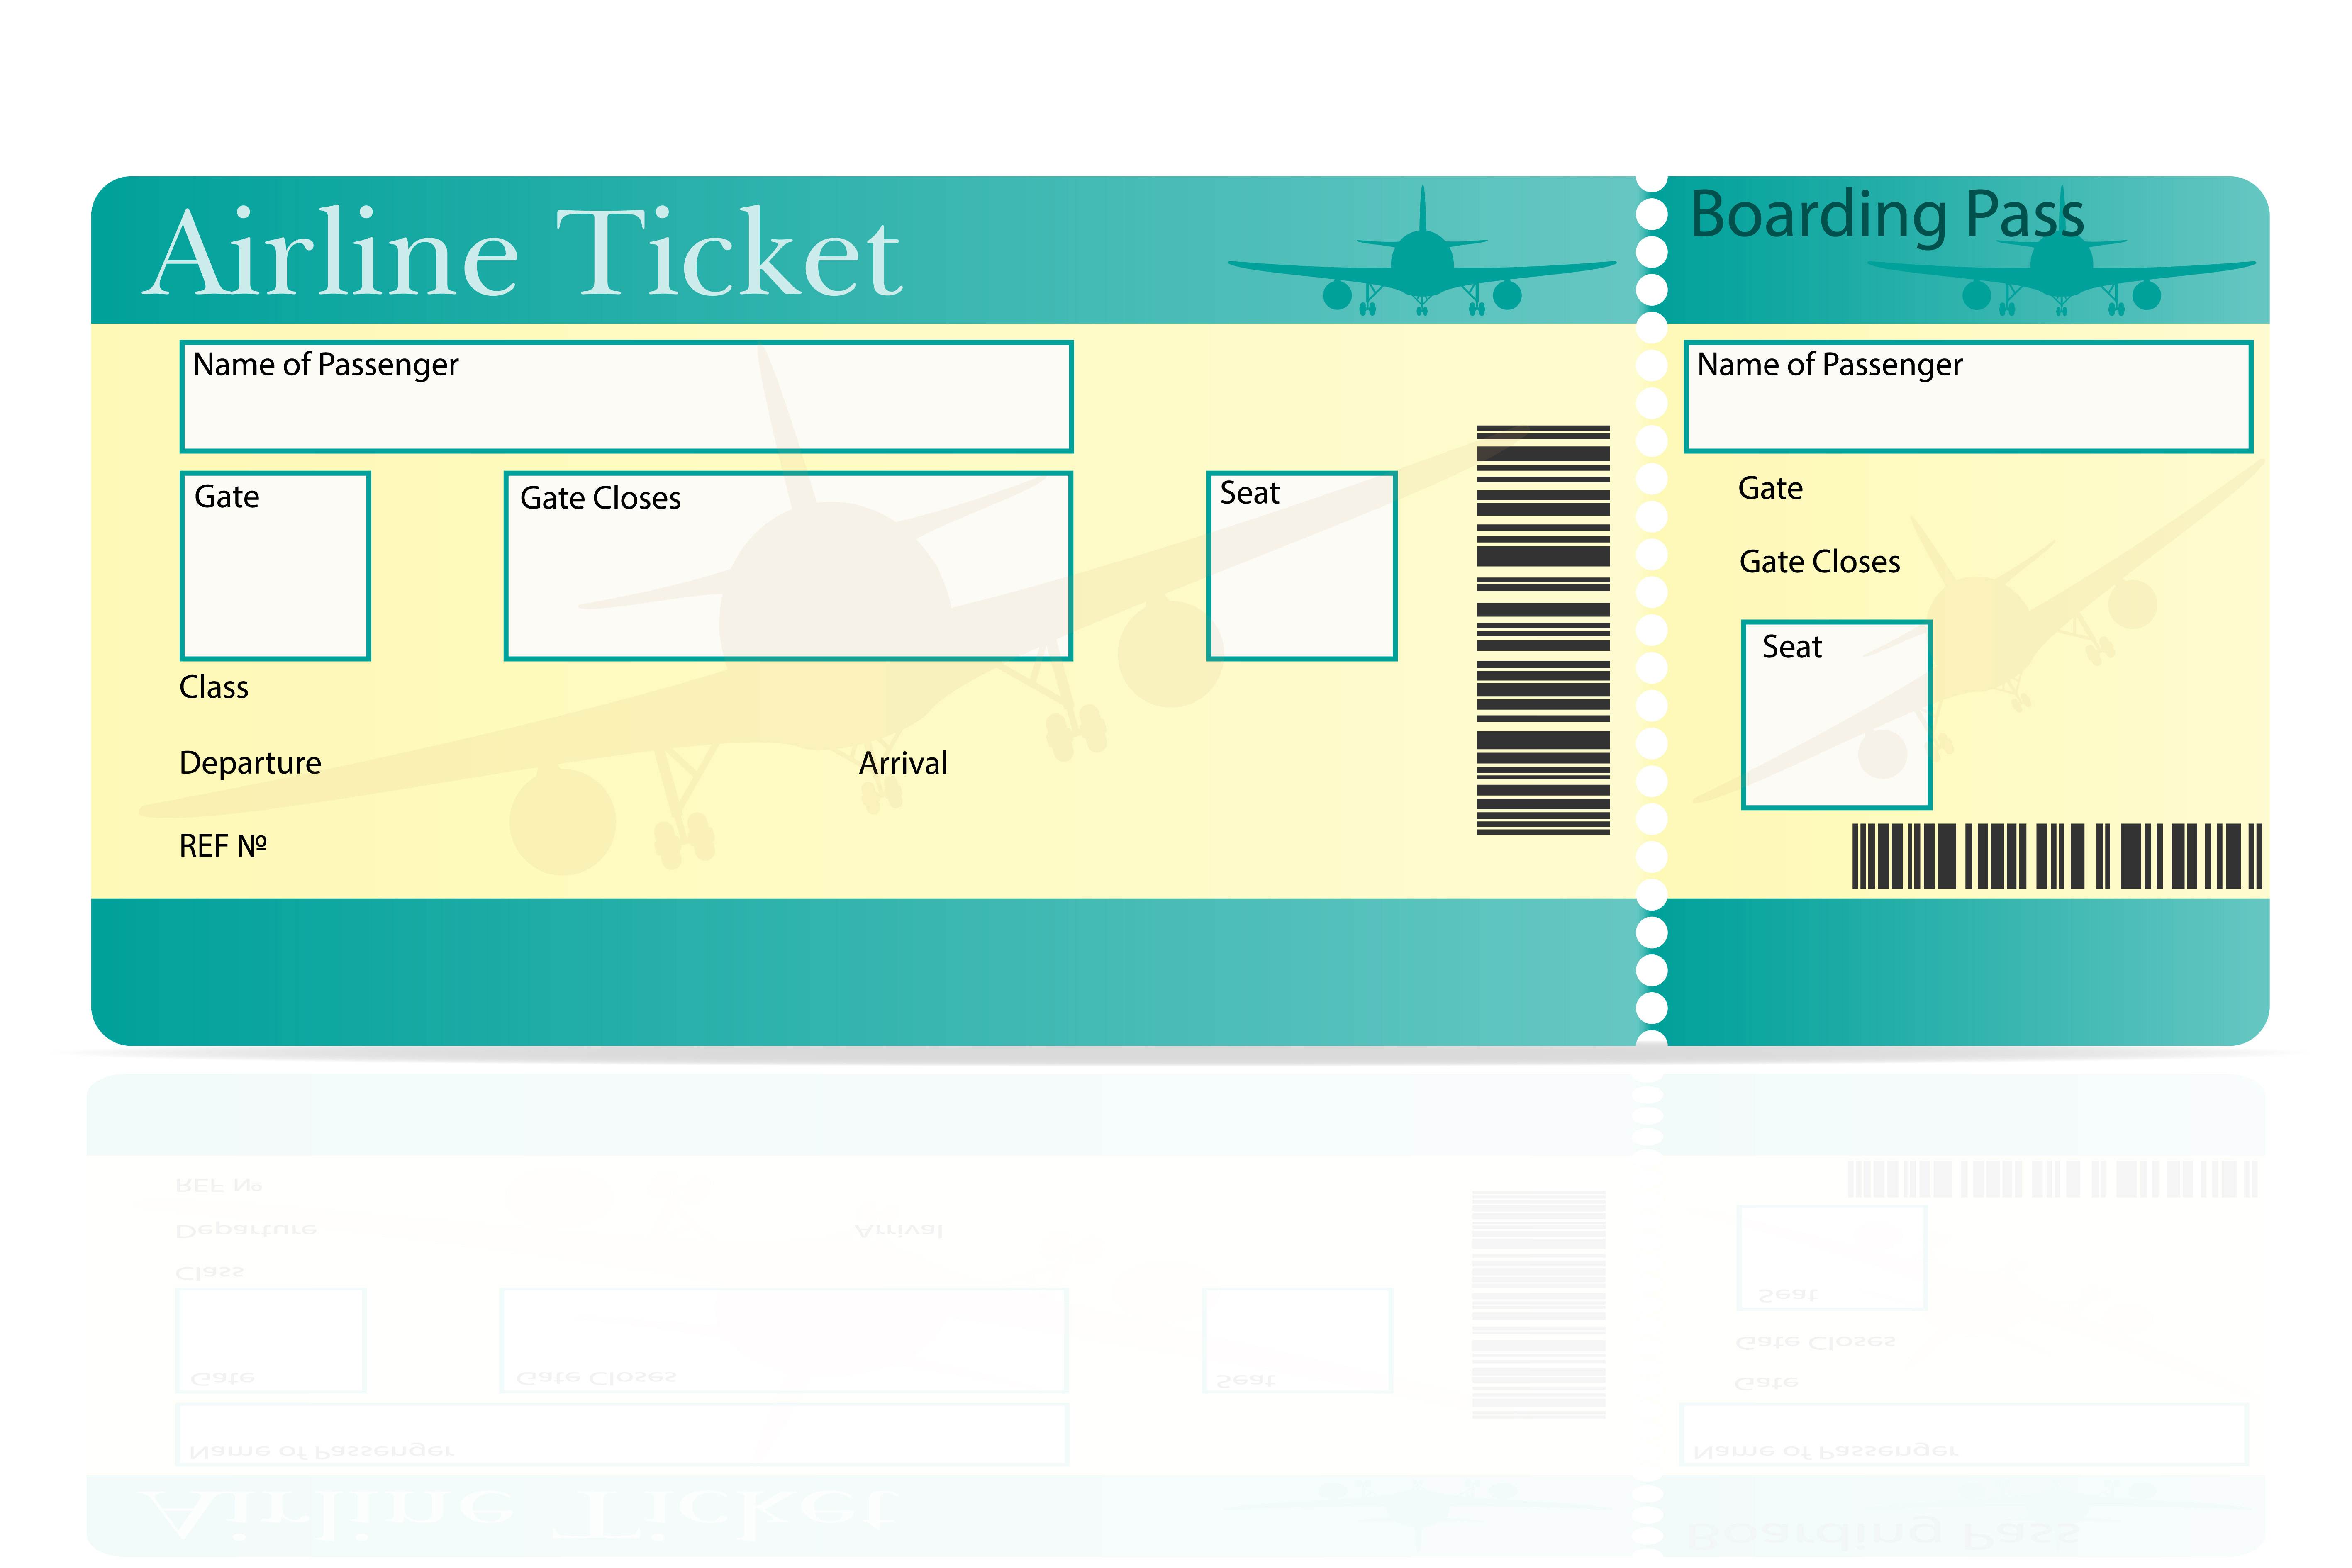 Airline Ticket
Name of Passenger
Gate
Gate Closes
Seat
Class
Departure
Arrival
REF Nº
Boarding Pass
Name of Passenger
Gate
Gate Closes
Seat